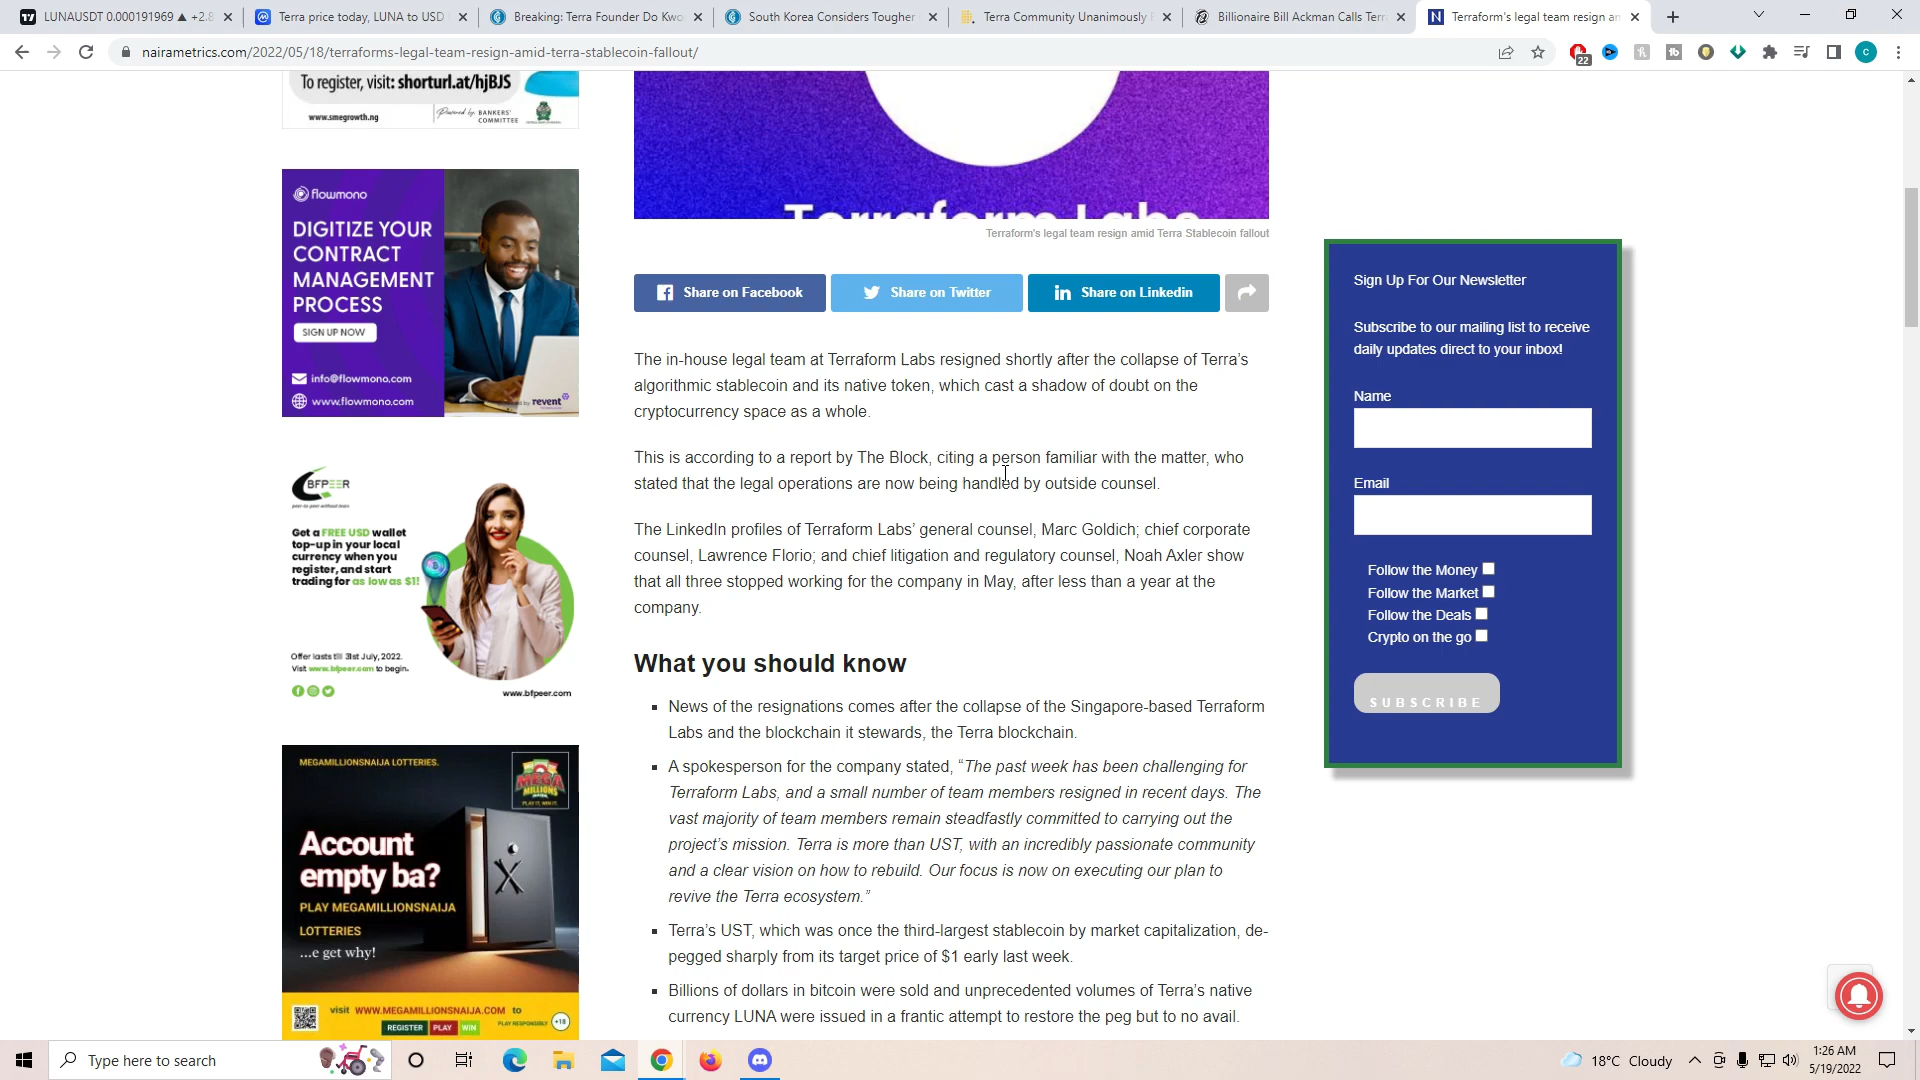 LUNAUSDT 0.000191969 ▲ +2.8
Terra price today, LUNA to USD
Breaking: Terra Founder Do Kwo
South Korea Considers Tougher
Terra Community Unanimously
Billionaire Bill Ackman Calls Terr
Terraform's legal team resign an
nairametrics.com/2022/05/18/terraforms-legal-team-resign-amid-terra-stablecoin-fallout/
22
C
To register, visit: shorturl.at/hjBJS
www.smegrowth.ng
Powered by BANKERS'
COMMITTEE
flowmono
DIGITIZE YOUR
CONTRACT
MANAGEMENT
PROCESS
SIGN UP NOW
info@flowmono.com
www.flowmono.com
revent
BFPEER
peer-to-peer without fear
Get a FREE USD wallet
top-up in your local
currency when you
register, and start
trading for as low as $1!
Offer lasts till 31st July, 2022.
Visit www.bfpeer.com to begin.
www.bfpeer.com
MEGAMILLIONSNAIJA LOTTERIES.
MEGA
MILLIONS
Account
empty ba?
PLAY MEGAMILLIONSNAIJA
LOTTERIES
...e get why!
visit WWW.MEGAMILLIONSNAIJA.COM to
REGISTER PLAY WIN
PLAY RESPONSIBLY +18
Terraform Labs
Terraform's legal team resign amid Terra Stablecoin fallout
Share on Facebook
Share on Twitter
Share on Linkedin
The in-house legal team at Terraform Labs resigned shortly after the collapse of Terra's
algorithmic stablecoin and its native token, which cast a shadow of doubt on the
cryptocurrency space as a whole.
This is according to a report by The Block, citing a person familiar with the matter, who
stated that the legal operations are now being handled by outside counsel.
The LinkedIn profiles of Terraform Labs' general counsel, Marc Goldich; chief corporate
counsel, Lawrence Florio; and chief litigation and regulatory counsel, Noah Axler show
that all three stopped working for the company in May, after less than a year at the
company.
What you should know
▪ News of the resignations comes after the collapse of the Singapore-based Terraform
Labs and the blockchain it stewards, the Terra blockchain.
▪ A spokesperson for the company stated, “The past week has been challenging for
Terraform Labs, and a small number of team members resigned in recent days. The
vast majority of team members remain steadfastly committed to carrying out the
project's mission. Terra is more than UST, with an incredibly passionate community
and a clear vision on how to rebuild. Our focus is now on executing our plan to
revive the Terra ecosystem.”
▪ Terra's UST, which was once the third-largest stablecoin by market capitalization, de-
pegged sharply from its target price of $1 early last week.
▪ Billions of dollars in bitcoin were sold and unprecedented volumes of Terra's native
currency LUNA were issued in a frantic attempt to restore the peg but to no avail.
Sign Up For Our Newsletter
Subscribe to our mailing list to receive
daily updates direct to your inbox!
Name
Email
Follow the Money
Follow the Market
Follow the Deals
Crypto on the go
SUBSCRIBE
Type here to search
18°C Cloudy
1:26 AM
5/19/2022